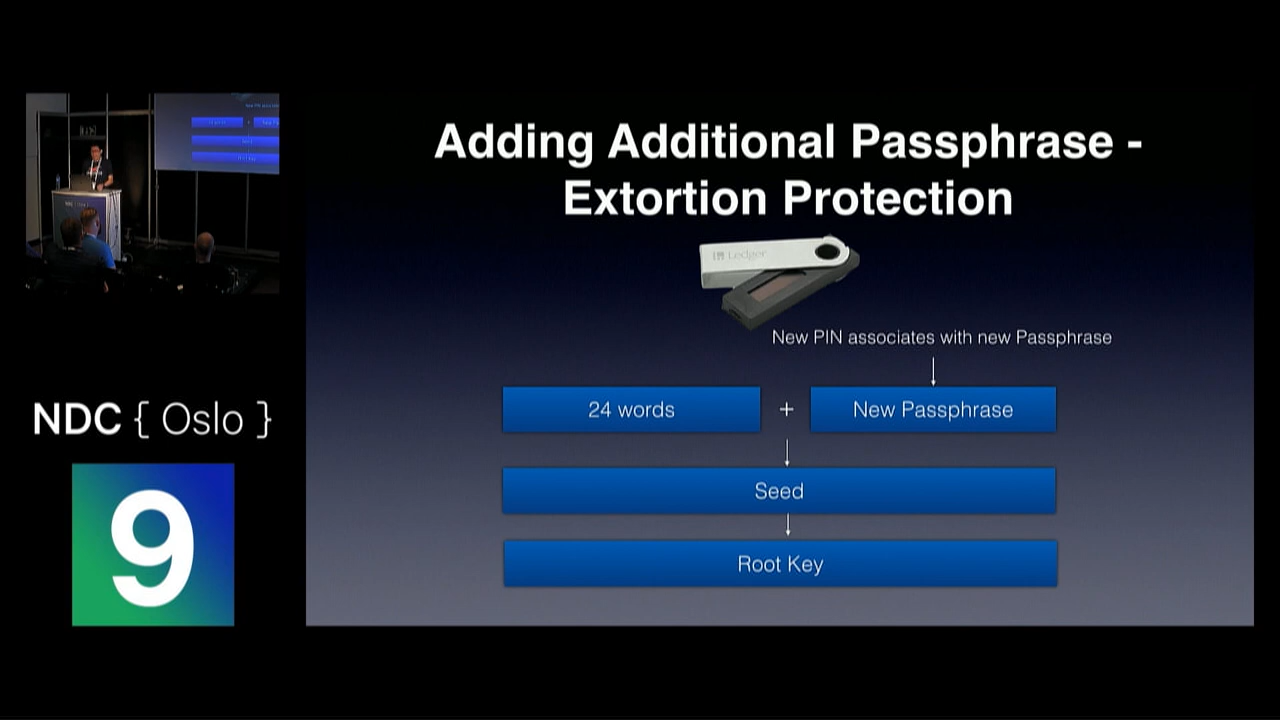 Adding Additional Passphrase -
Extortion Protection
Ledger
New PIN associates with new Passphrase
24 words
+
New Passphrase
Seed
Root Key
NDC { Oslo }
9